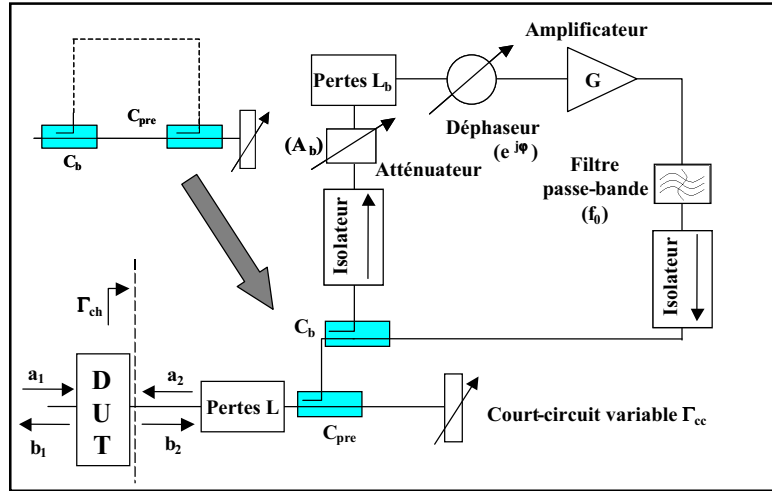 Amplificateur
Pertes L_b
G
C_pre
C_b
(A_b)
Atténuateur
Déphaseur
(e^jφ)
Filtre
passe-bande
(f_0)
Isolateur
Isolateur
Γ_ch
C_b
a_1
a_2
D
U
T
Pertes L
b_1
b_2
C_pre
Court-circuit variable Γ_cc